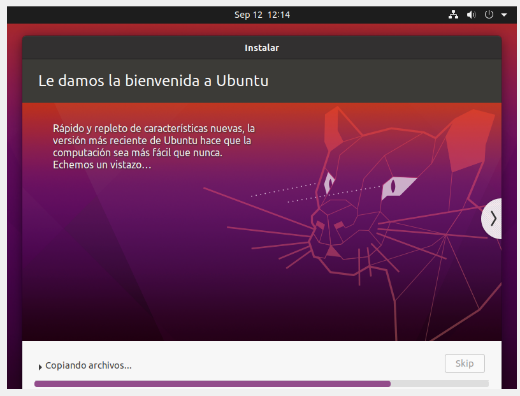 Sep 12 12:14
Instalar
Le damos la bienvenida a Ubuntu
Rápido y repleto de características nuevas, la
versión más reciente de Ubuntu hace que la
computación sea más fácil que nunca.
Echemos un vistazo...
Copiando archivos...
Skip